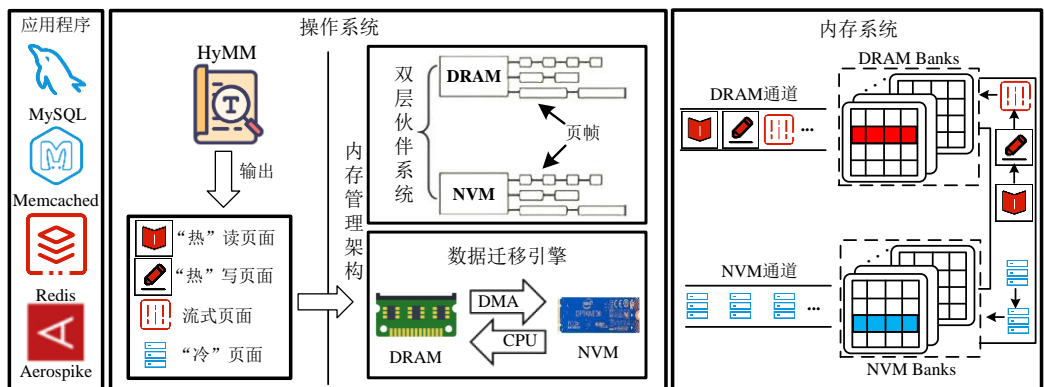 应用程序
MySQL
Memcached
Redis
Aerospike
操作系统
HyMM
T
输出
“热”读页面
“热”写页面
流式页面
“冷”页面
内存管理架构
双层伙伴系统
DRAM
页帧
NVM
数据迁移引擎
DMA
CPU
DRAM
NVM
内存系统
DRAM Banks
DRAM通道
...
NVM通道
...
NVM Banks